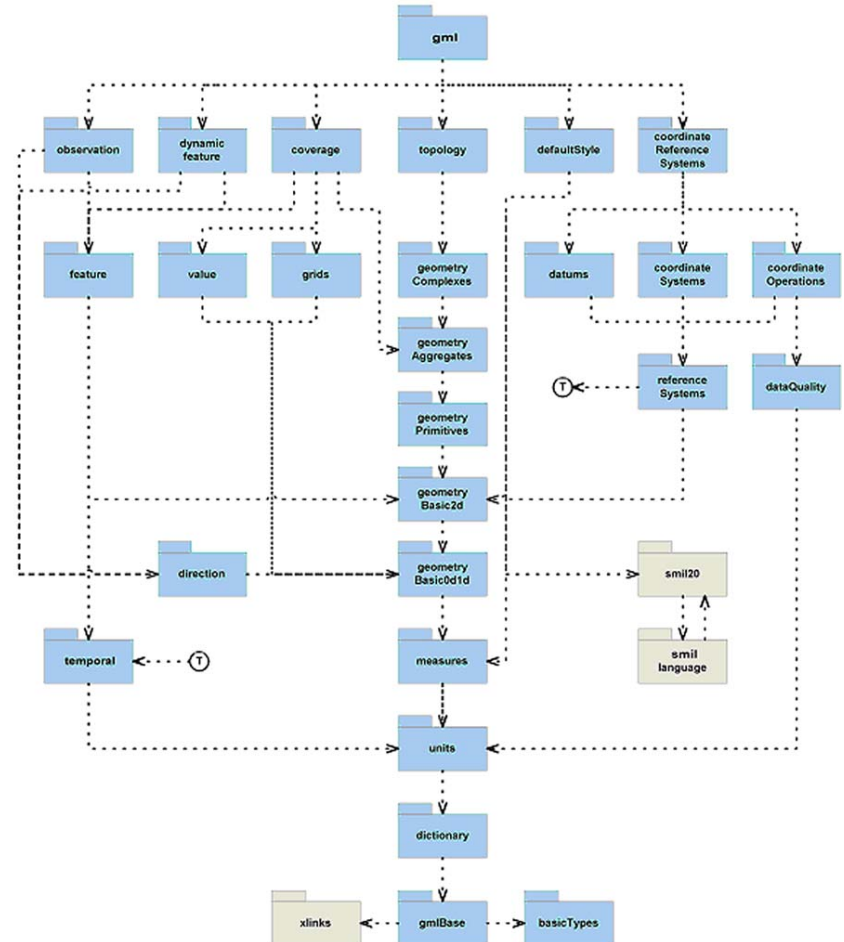 gml
observation
dynamic
feature
coverage
topology
defaultStyle
coordinate
Reference
Systems
feature
value
grids
geometry
Complexes
datums
coordinate
Systems
coordinate
Operations
geometry
Aggregates
T
reference
Systems
dataQuality
geometry
Primitives
geometry
Basic2d
direction
geometry
Basic0d1d
smil20
temporal
T
measures
smil
language
units
dictionary
xlinks
gmlBase
basicTypes